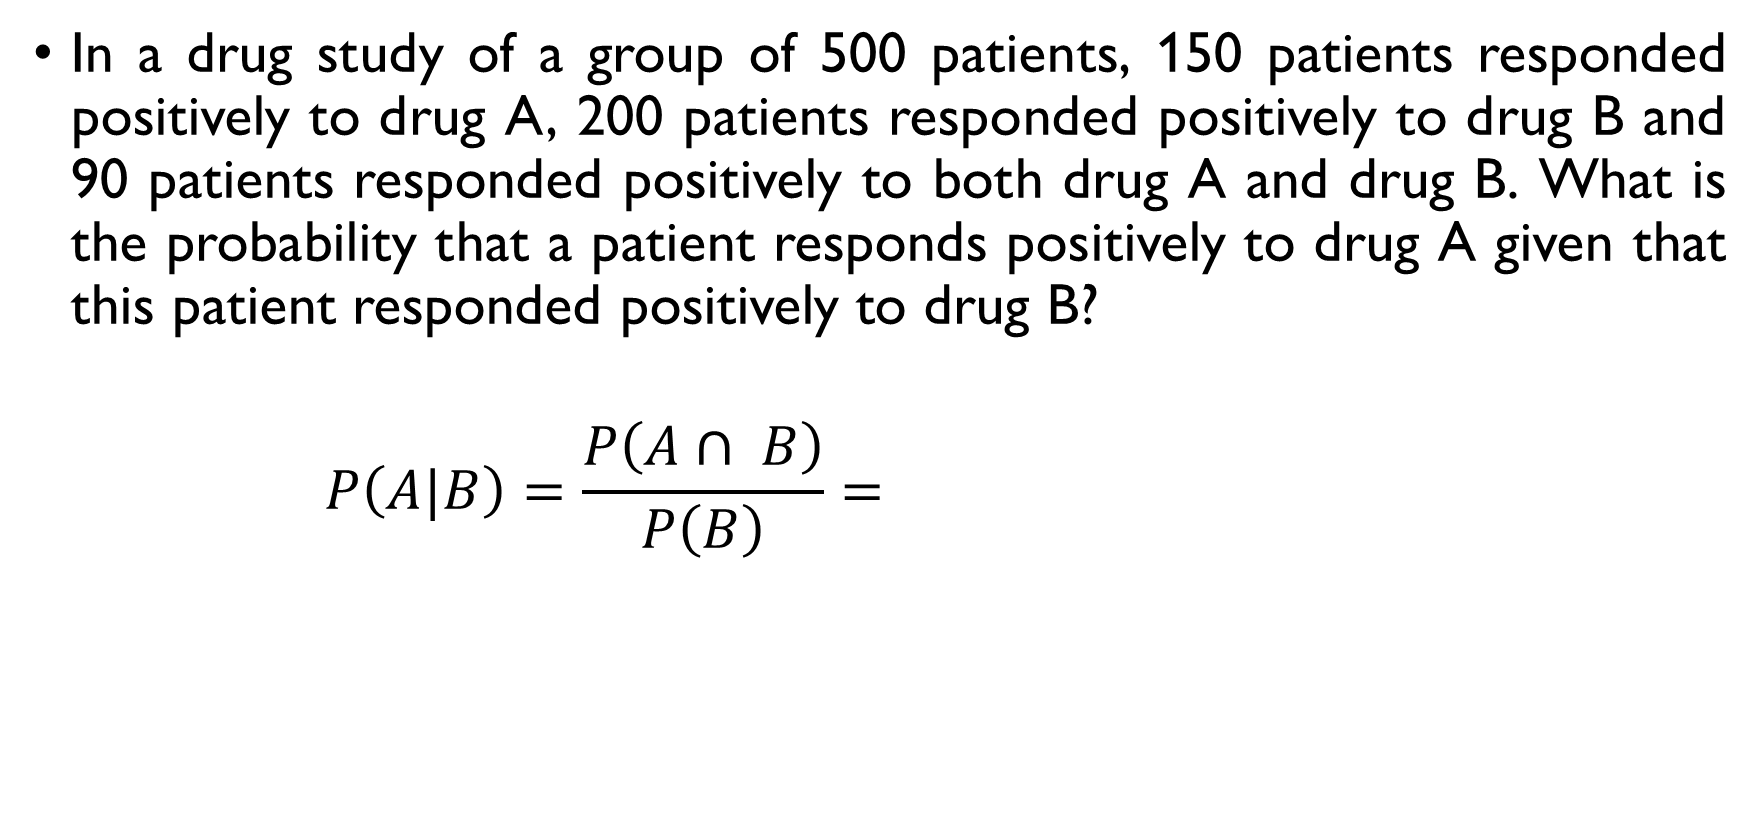 • In a drug study of a group of 500 patients, 150 patients responded
positively to drug A, 200 patients responded positively to drug B and
90 patients responded positively to both drug A and drug B. What is
the probability that a patient responds positively to drug A given that
this patient responded positively to drug B?
P(A|B) = P(A ∩ B) / P(B) =